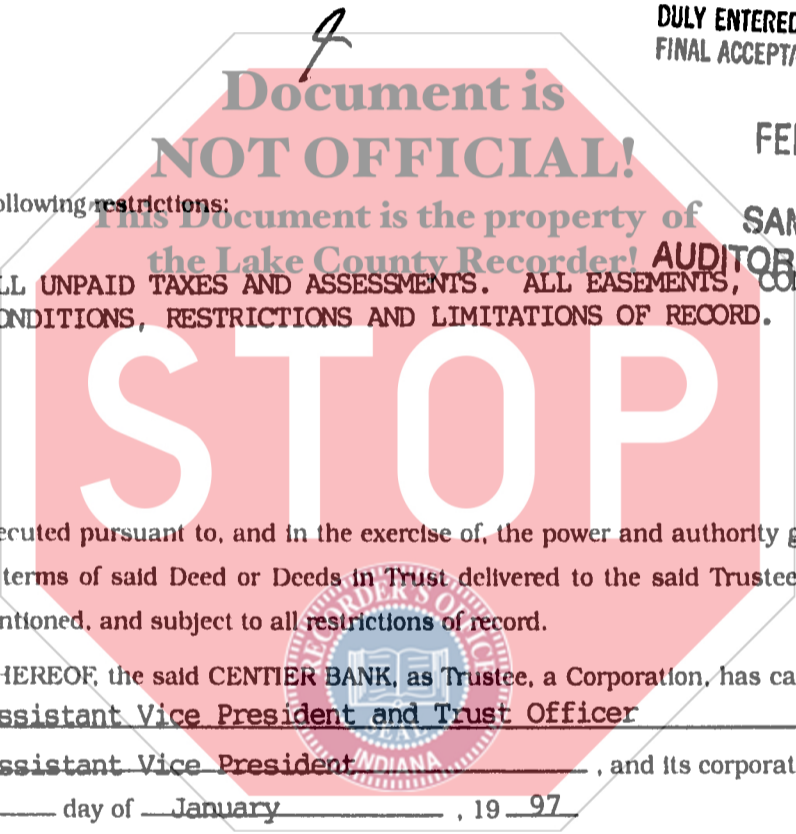 DULY ENTERED
FINAL ACCEPTA
Document is
NOT OFFICIAL!
FE
ollowing restrictions:
This Document is the property of
SAM
the Lake County Recorder!
AUDITOR
LL UNPAID TAXES AND ASSESSMENTS. ALL EASEMENTS, CO
ONDITIONS, RESTRICTIONS AND LIMITATIONS OF RECORD.
STOP
ecuted pursuant to, and in the exercise of, the power and authority g
terms of said Deed or Deeds in Trust delivered to the said Trustee
ntioned, and subject to all restrictions of record.
RECORDER'S OFFICE
SEAL
INDIANA
HEREOF, the said CENTIER BANK, as Trustee, a Corporation, has ca
ssistant Vice President and Trust Officer
ssistant Vice President , and its corporat
day of January , 19 97